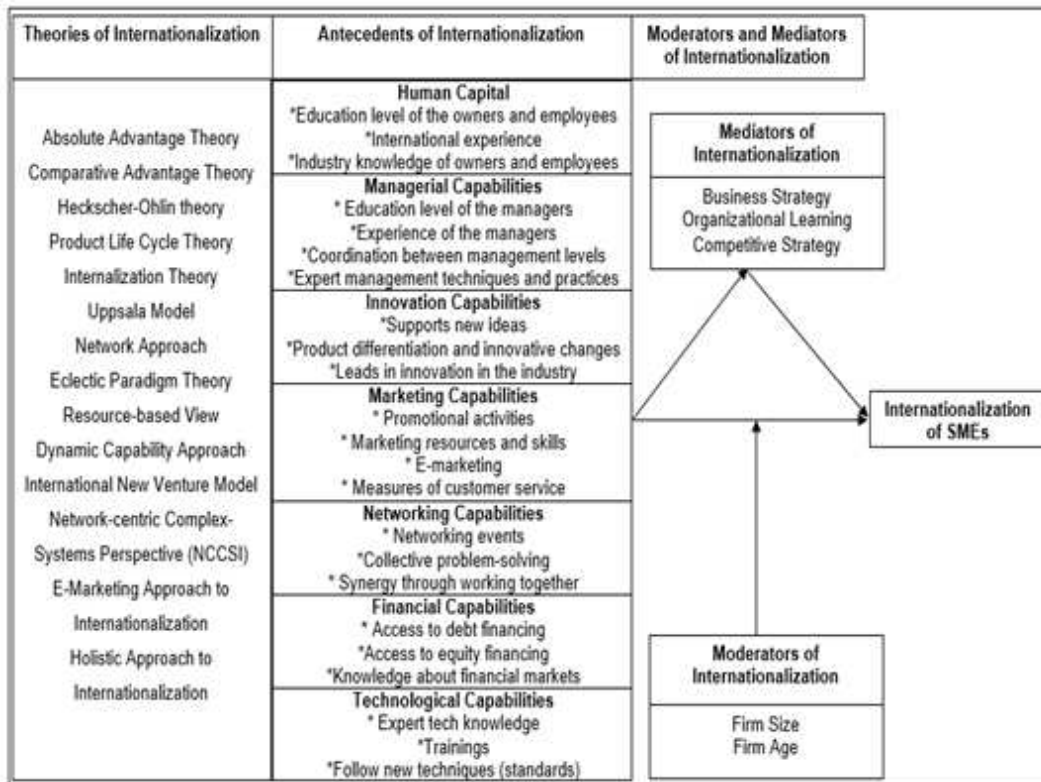 Theories of Internationalization
Antecedents of Internationalization
Moderators and Mediators
of Internationalization
Absolute Advantage Theory
Comparative Advantage Theory
Heckscher-Ohlin theory
Product Life Cycle Theory
Internalization Theory
Uppsala Model
Network Approach
Eclectic Paradigm Theory
Resource-based View
Dynamic Capability Approach
International New Venture Model
Network-centric Complex-
Systems Perspective (NCCSI)
E-Marketing Approach to
Internationalization
Holistic Approach to
Internationalization
Human Capital
*Education level of the owners and employees
*International experience
*Industry knowledge of owners and employees
Managerial Capabilities
* Education level of the managers
*Experience of the managers
*Coordination between management levels
*Expert management techniques and practices
Innovation Capabilities
*Supports new ideas
*Product differentiation and innovative changes
*Leads in innovation in the industry
Marketing Capabilities
* Promotional activities
* Marketing resources and skills
* E-marketing
* Measures of customer service
Networking Capabilities
* Networking events
*Collective problem-solving
* Synergy through working together
Financial Capabilities
* Access to debt financing
*Access to equity financing
*Knowledge about financial markets
Technological Capabilities
* Expert tech knowledge
*Trainings
*Follow new techniques (standards)
Mediators of
Internationalization
Business Strategy
Organizational Learning
Competitive Strategy
Internationalization
of SMEs
Moderators of
Internationalization
Firm Size
Firm Age